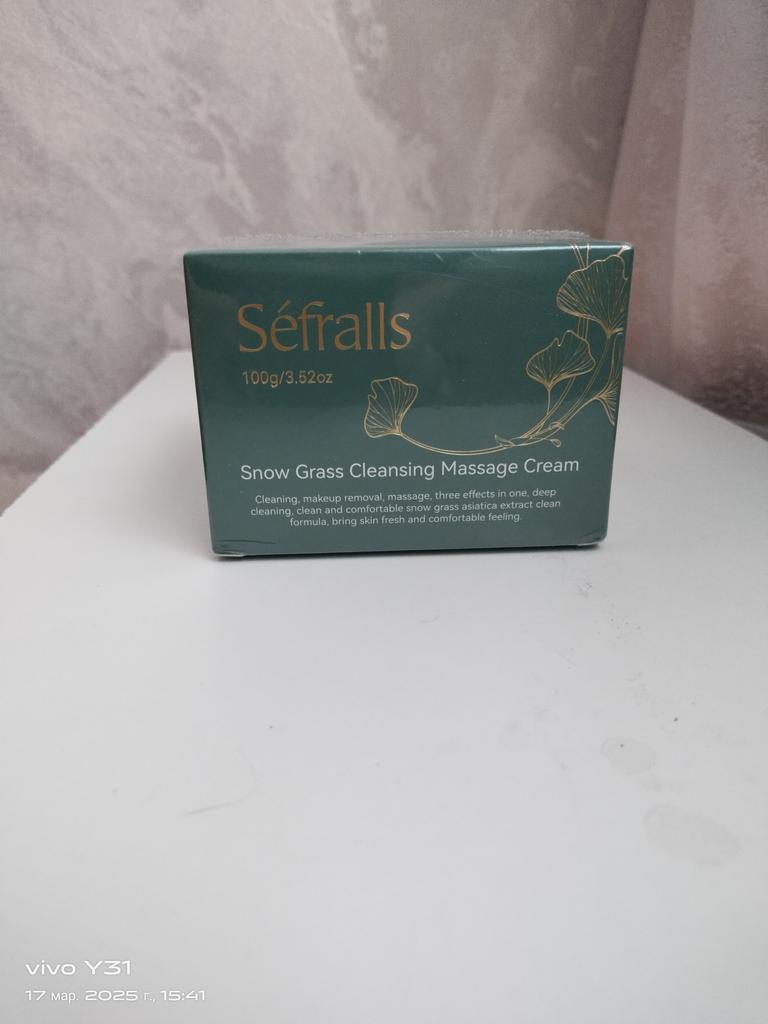 Séfralls
100g/3.52oz
Snow Grass Cleansing Massage Cream
Cleaning, makeup removal, massage, three effects in one, deep
cleaning, clean and comfortable snow grass asiatica extract clean
formula, bring skin fresh and comfortable feeling.
vivo Y31
17 мар. 2025 г., 15:41